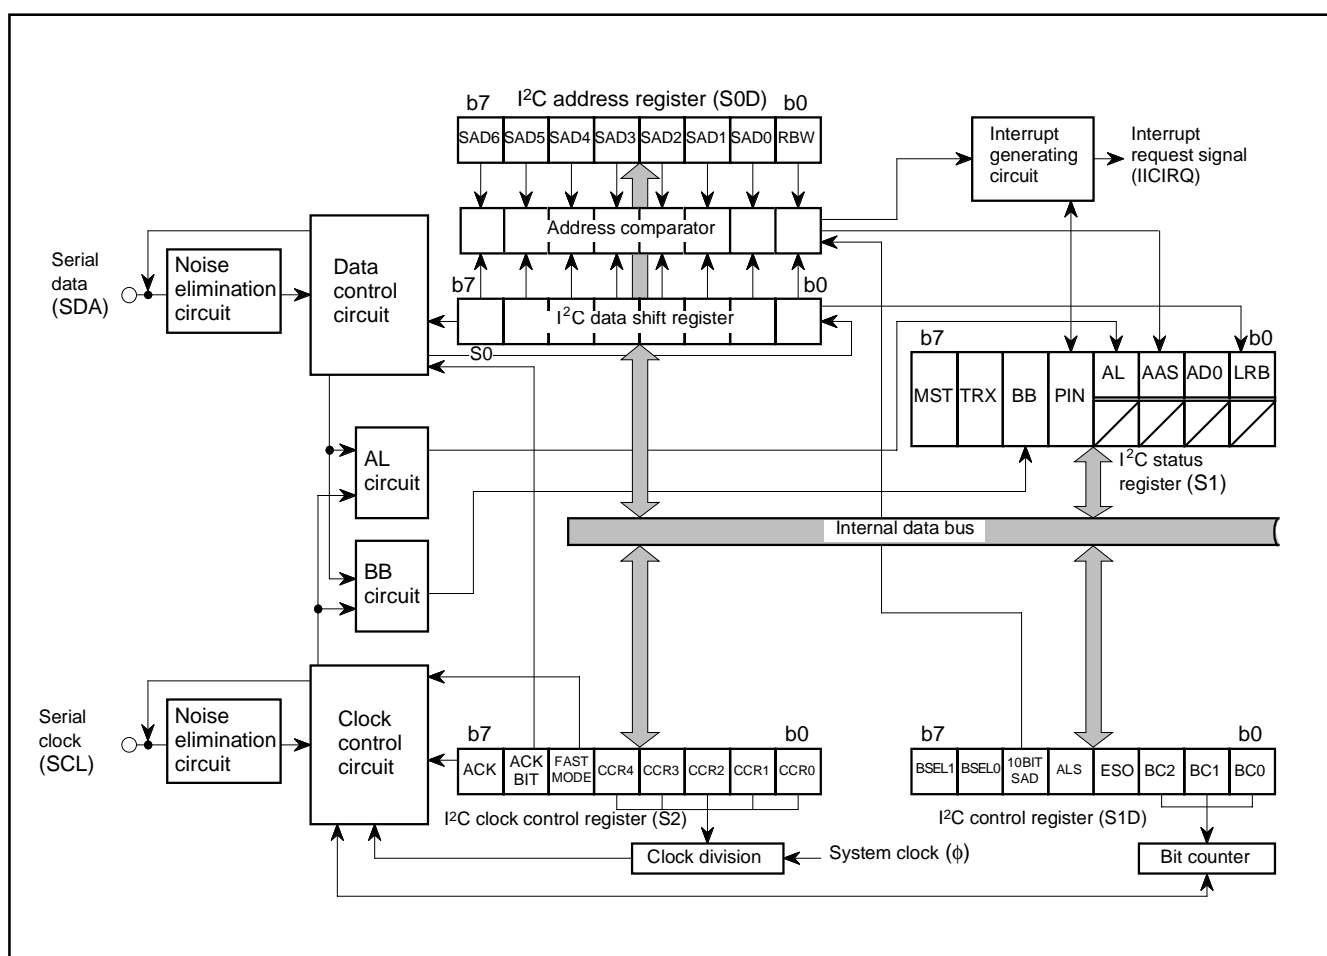 I2C address register (S0D)
b7
b0
SAD6 SAD5 SAD4 SAD3 SAD2 SAD1 SAD0 RBW
Interrupt
generating
circuit
Interrupt
request signal
(IICIRQ)
Address comparator
Serial
data
(SDA)
Noise
elimination
circuit
Data
control
circuit
b7
b0
I2C data shift register
S0
b7
b0
MST TRX BB PIN AL AAS AD0 LRB
I2C status
register (S1)
AL
circuit
Internal data bus
BB
circuit
Serial
clock
(SCL)
Noise
elimination
circuit
Clock
control
circuit
b7
b0
ACK
ACK
BIT
FAST
MODE
CCR4 CCR3 CCR2 CCR1 CCR0
I2C clock control register (S2)
Clock division
System clock (ϕ)
b7
b0
BSEL1 BSEL0
10BIT
SAD
ALS ESO BC2 BC1 BC0
I2C control register (S1D)
Bit counter